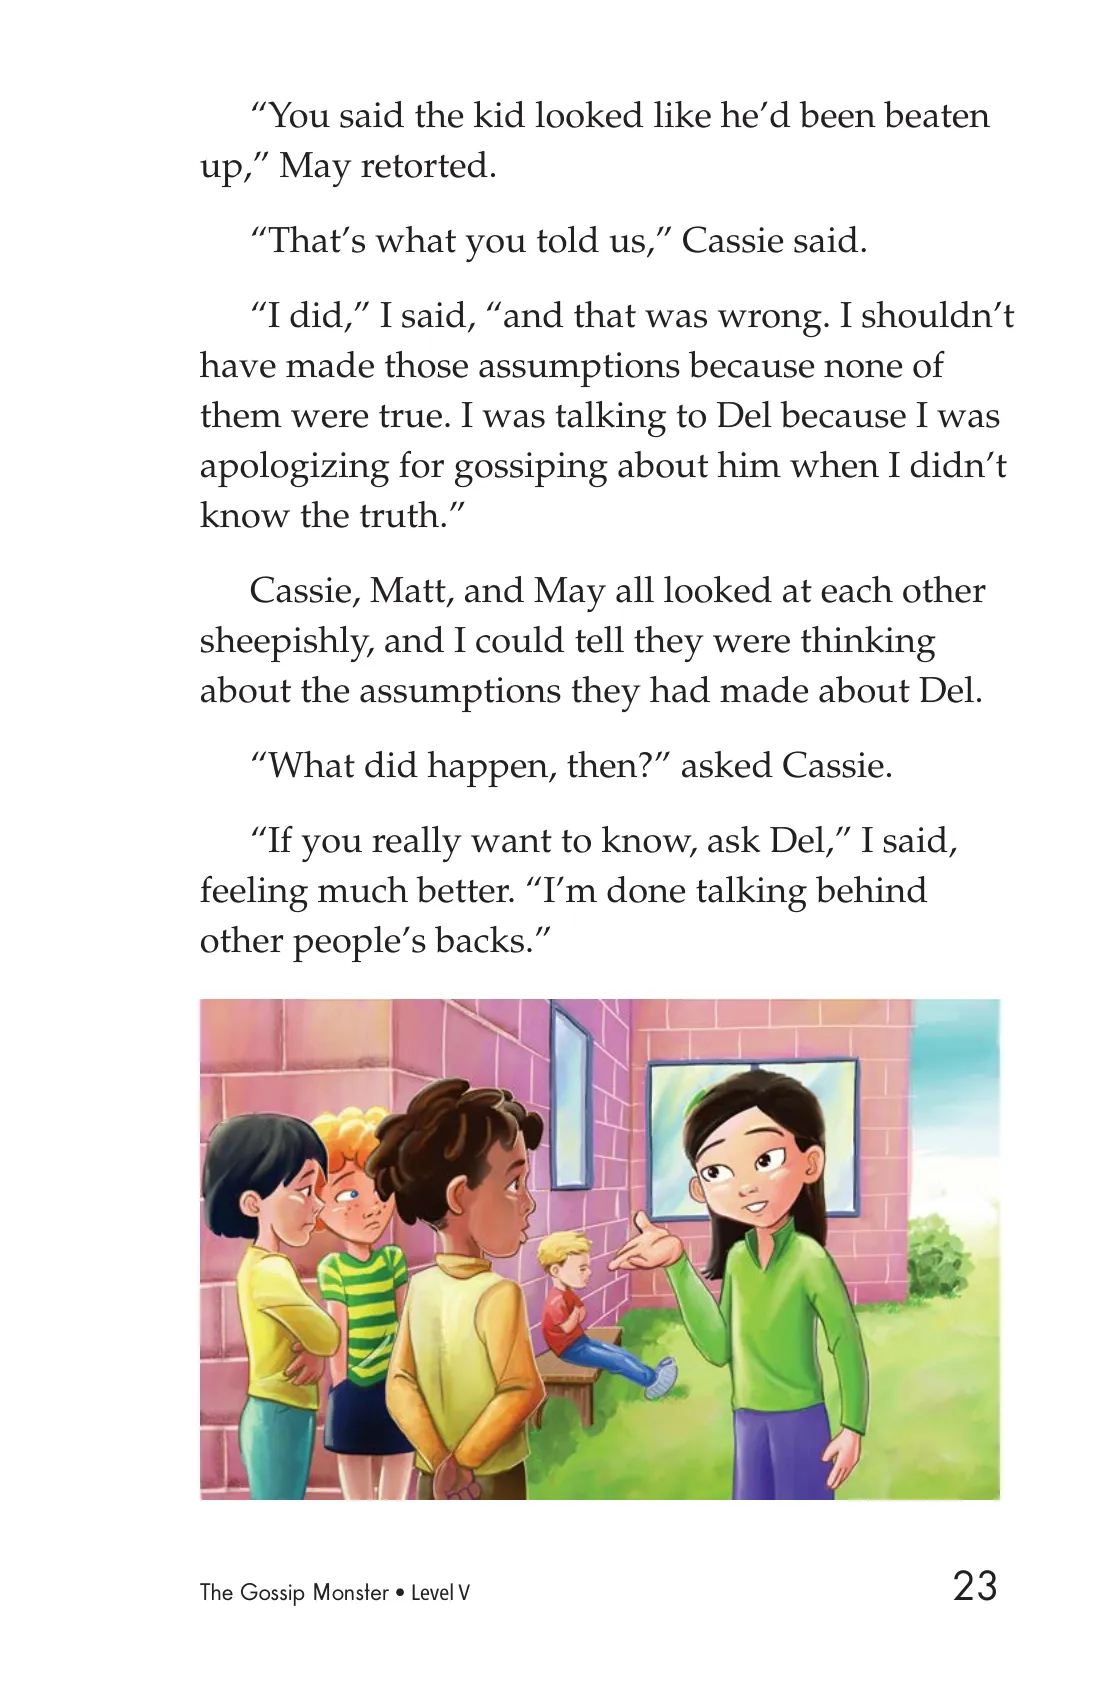 “You said the kid looked like he’d been beaten
up,” May retorted.
“That’s what you told us,” Cassie said.
“I did,” I said, “and that was wrong. I shouldn’t
have made those assumptions because none of
them were true. I was talking to Del because I was
apologizing for gossiping about him when I didn’t
know the truth.”
Cassie, Matt, and May all looked at each other
sheepishly, and I could tell they were thinking
about the assumptions they had made about Del.
“What did happen, then?” asked Cassie.
“If you really want to know, ask Del,” I said,
feeling much better. “I’m done talking behind
other people’s backs.”
The Gossip Monster • Level V
23